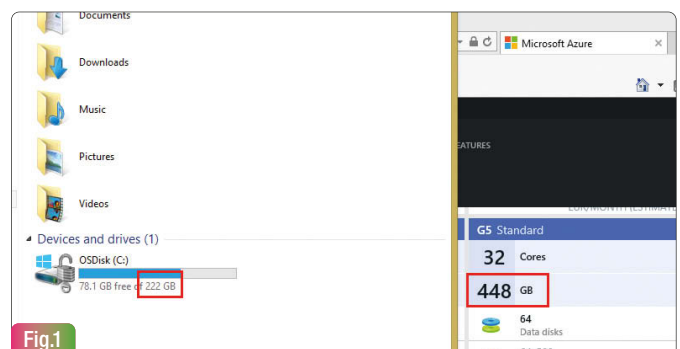 Documents
Downloads
Music
Pictures
Videos
Devices and drives (1)
OSDisk (C:)
78.1 GB free of 222 GB
Fig.1
Microsoft Azure
EATURES
G5 Standard
32 Cores
448 GB
64
Data disks